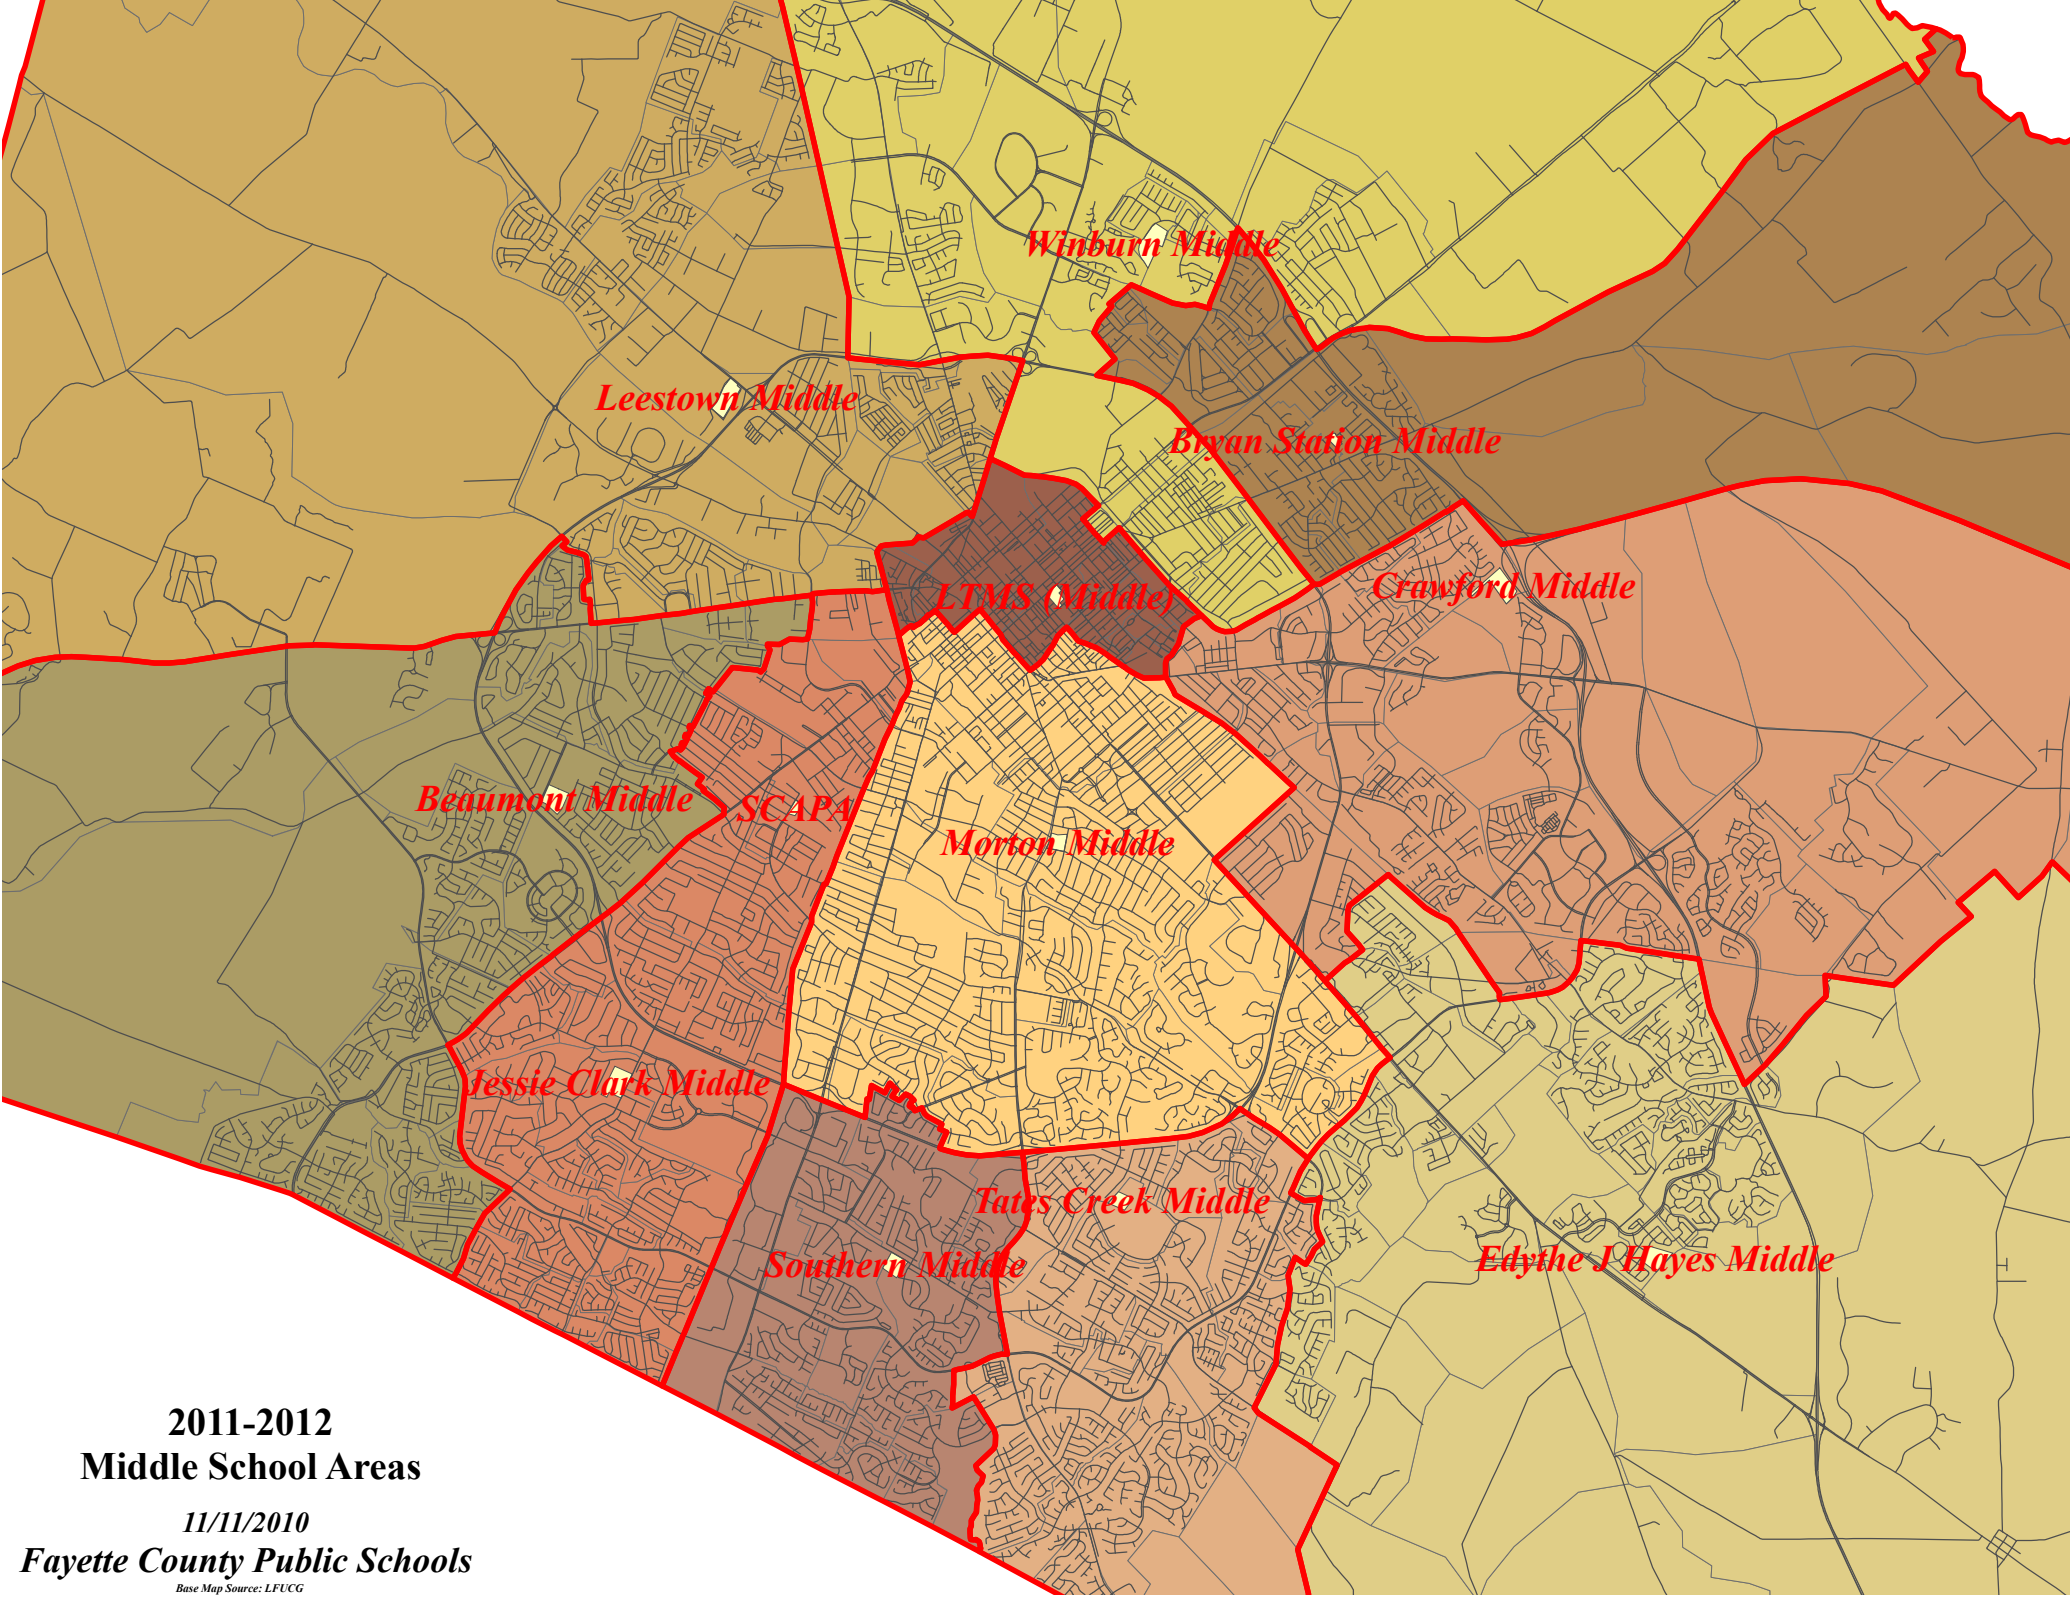 Winburn Middle
Leestown Middle
Bryan Station Middle
LTMS (Middle)
Crawford Middle
Beaumont Middle
SCAPA
Morton Middle
Jessie Clark Middle
Tates Creek Middle
Southern Middle
Edythe J Hayes Middle
2011-2012
Middle School Areas
11/11/2010
Fayette County Public Schools
Base Map Source: LFUCG